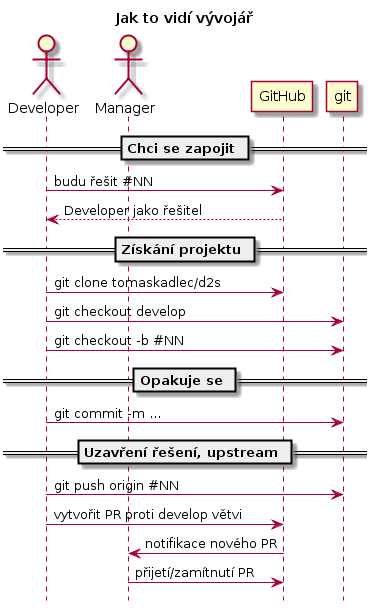 Jak to vidí vývojář
Developer
Manager
GitHub
git
Chci se zapojit
budu řešit #NN
Developer jako řešitel
Získání projektu
git clone tomaskadlec/d2s
git checkout develop
git checkout -b #NN
Opakuje se
git commit -m ...
Uzavření řešení, upstream
git push origin #NN
vytvořit PR proti develop větvi
notifikace nového PR
přijetí/zamítnutí PR